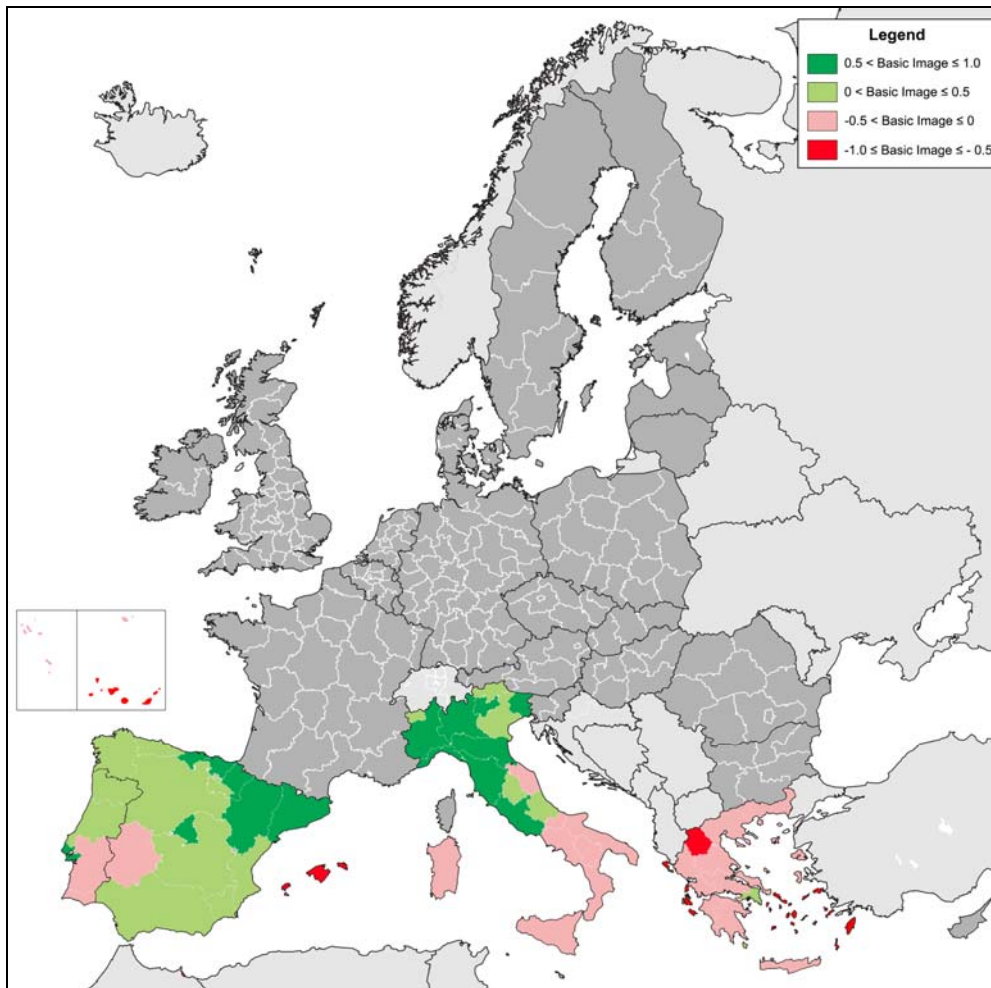 Legend
0.5 < Basic Image ≤ 1.0
0 < Basic Image ≤ 0.5
-0.5 < Basic Image ≤ 0
-1.0 ≤ Basic Image ≤ - 0.5